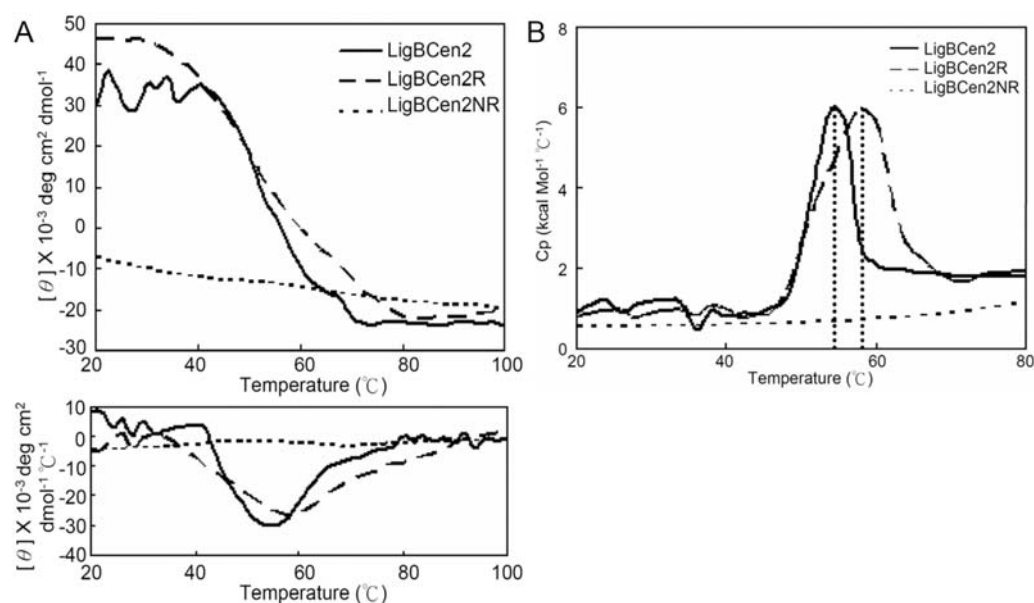 A
[θ] X 10⁻³ deg cm² dmol⁻¹
50
40
30
20
10
0
-10
-20
-30
LigBCen2
LigBCen2R
LigBCen2NR
20 40 60 80 100
Temperature (℃)
[θ] X 10⁻³ deg cm²
dmol⁻¹ ℃⁻¹
10
0
-10
-20
-30
-40
20 40 60 80 100
Temperature (℃)
B
Cp (kcal Mol⁻¹ ℃⁻¹)
8
6
4
2
0
LigBCen2
LigBCen2R
LigBCen2NR
20 40 60 80
Temperature (℃)